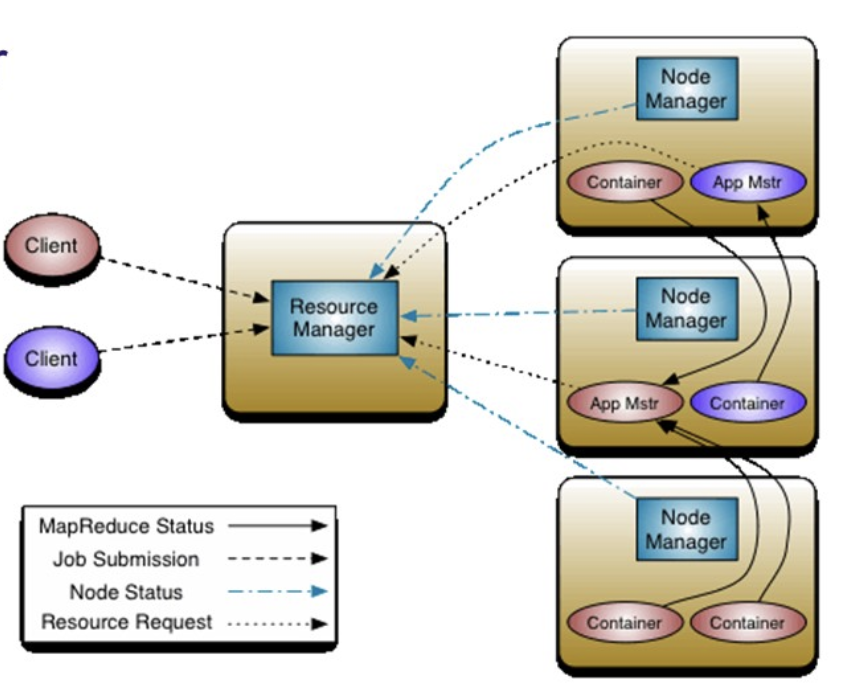 Client
Client
Resource
Manager
Node
Manager
Container
App Mstr
Node
Manager
App Mstr
Container
Node
Manager
Container
Container
MapReduce Status
Job Submission
Node Status
Resource Request